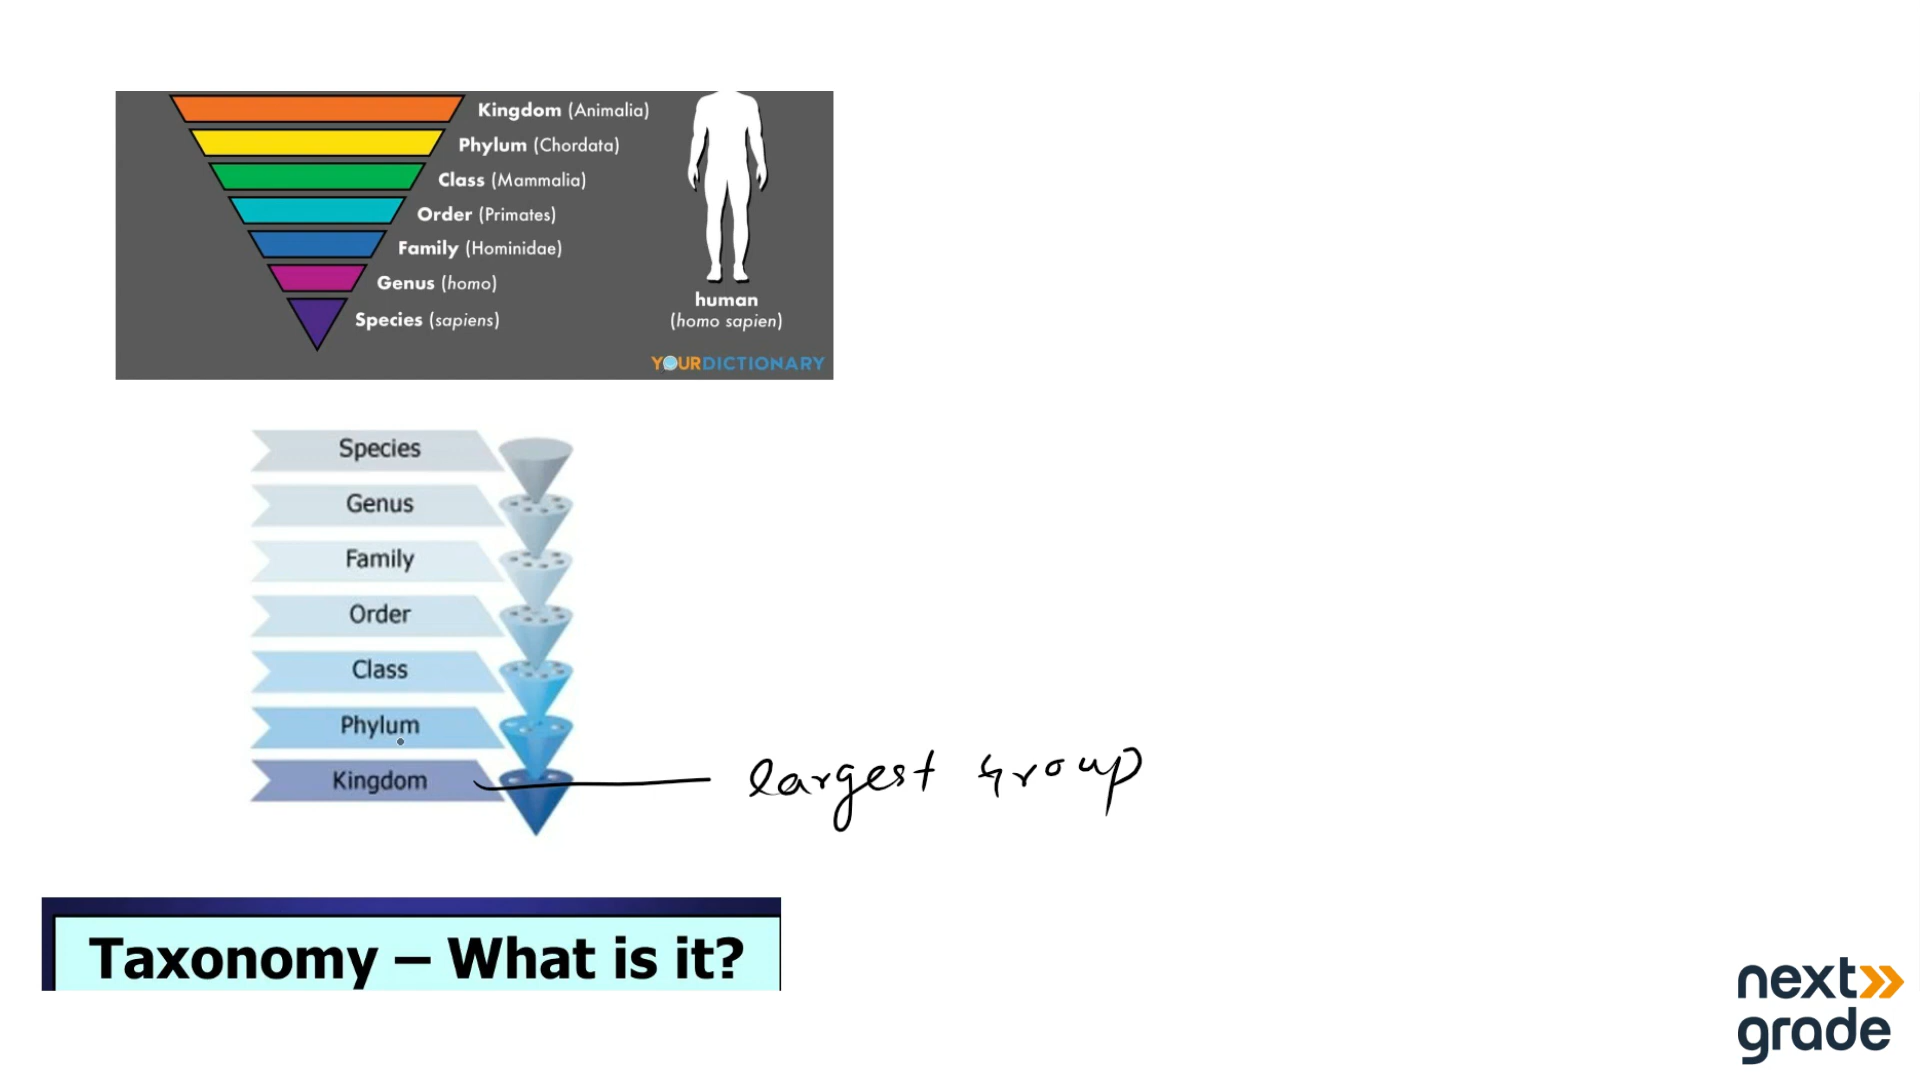 Kingdom (Animalia)
Phylum (Chordata)
Class (Mammalia)
Order (Primates)
Family (Hominidae)
Genus (homo)
Species (sapiens)
human
(homo sapien)
YOURDICTIONARY
Species
Genus
Family
Order
Class
Phylum
Kingdom
largest group
Taxonomy – What is it?
next
grade